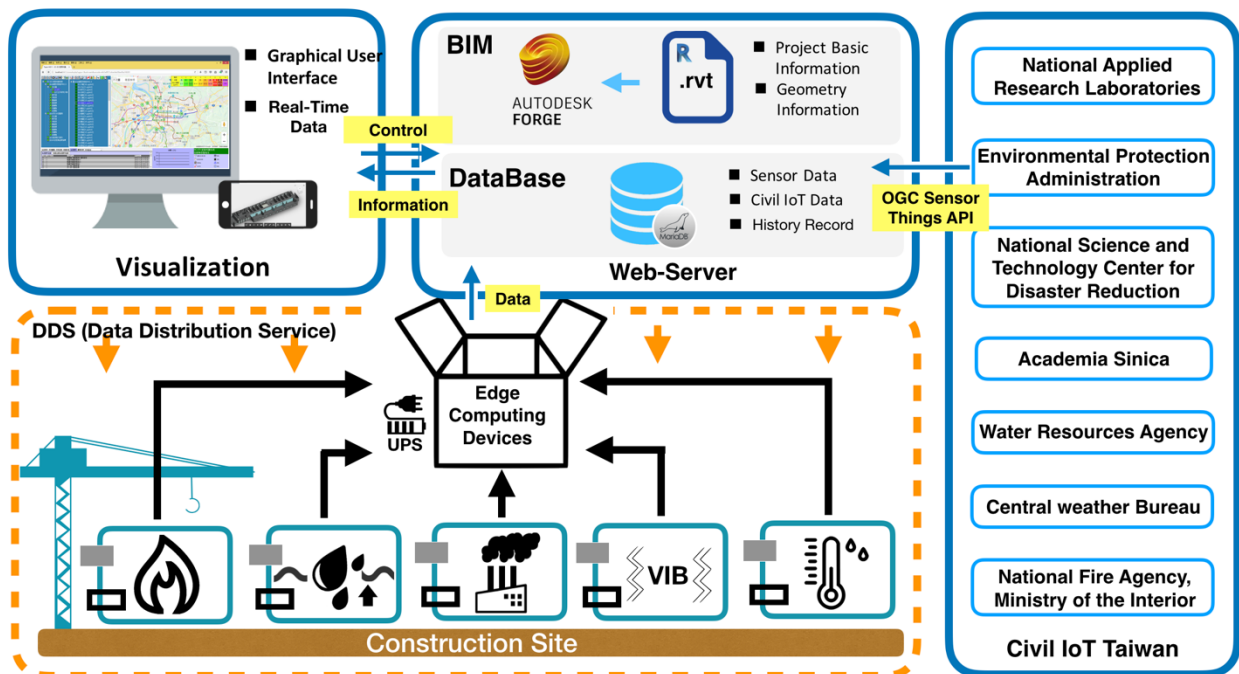 ■ Graphical User
Interface
■ Real-Time
Data
Visualization
Control
Information
BIM
AUTODESK
FORGE
R
.rvt
■ Project Basic
Information
■ Geometry
Information
DataBase
MariaDB
■ Sensor Data
■ Civil IoT Data
■ History Record
Web-Server
OGC Sensor
Things API
Data
DDS (Data Distribution Service)
Edge
Computing
Devices
UPS
VIB
Construction Site
National Applied
Research Laboratories
Environmental Protection
Administration
National Science and
Technology Center for
Disaster Reduction
Academia Sinica
Water Resources Agency
Central weather Bureau
National Fire Agency,
Ministry of the Interior
Civil IoT Taiwan